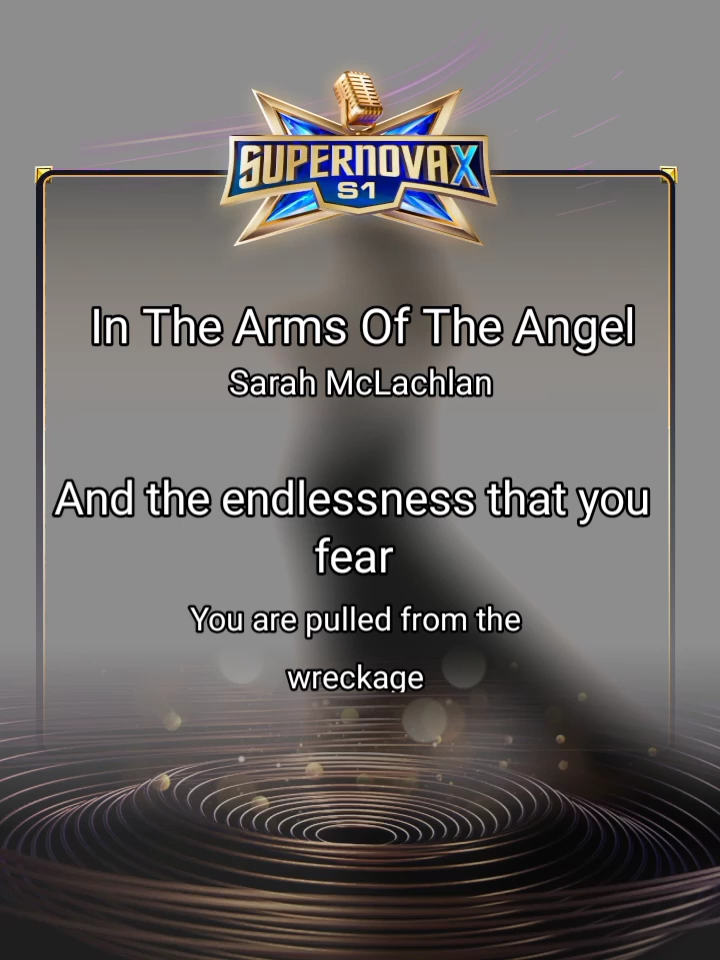 SUPERNOVA X
S1
In The Arms Of The Angel
Sarah McLachlan
And the endlessness that you
fear
You are pulled from the
wreckage